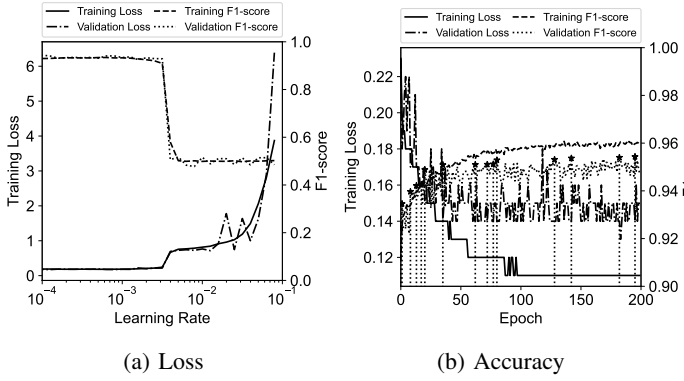 Training Loss
Validation Loss
Training F1-score
Validation F1-score
Training Loss
6
5
4
3
2
1
0
1.0
0.8
0.6
0.4
0.2
0.0
F1-score
10−4
10−3
10−2
10−1
Learning Rate
(a) Loss
Training Loss
Validation Loss
Training F1-score
Validation F1-score
Training Loss
0.22
0.20
0.18
0.16
0.14
0.12
1.00
0.98
0.96
0.94
0.92
0.90
0
50
100
150
200
Epoch
(b) Accuracy